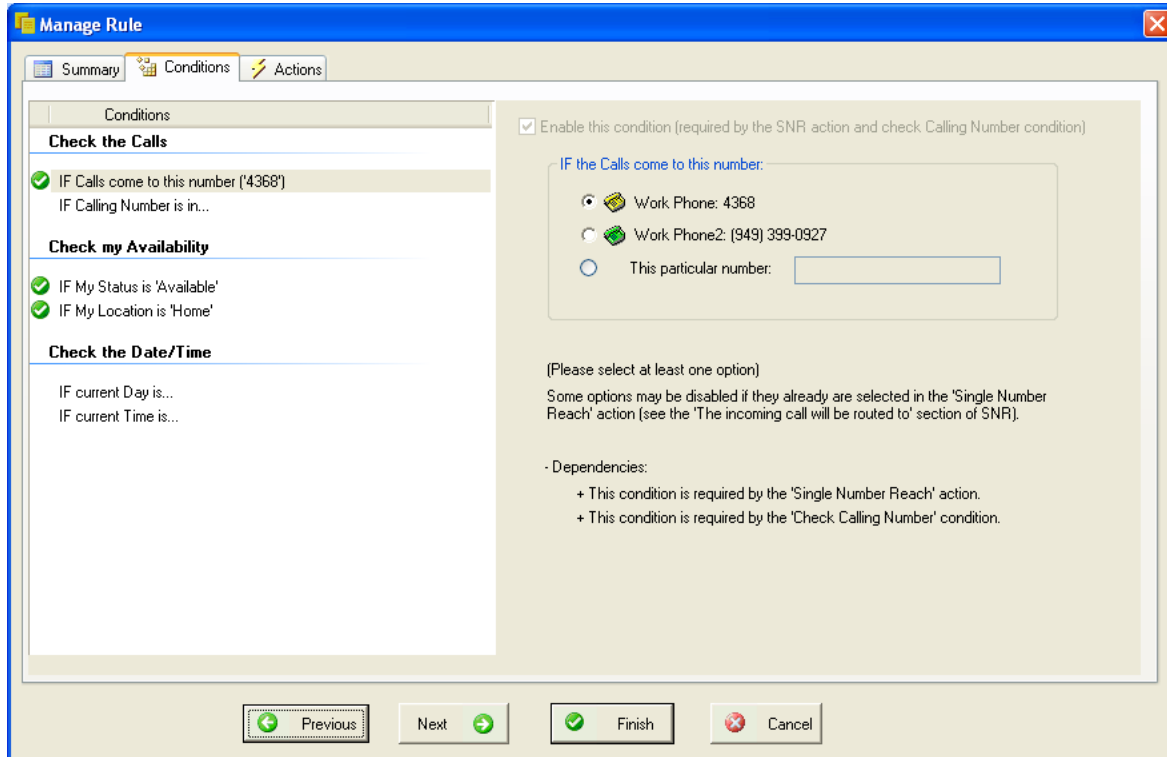 Manage Rule
Summary
Conditions
Actions
Conditions
Check the Calls
IF Calls come to this number ('4368')
IF Calling Number is in...
Check my Availability
IF My Status is 'Available'
IF My Location is 'Home'
Check the Date/Time
IF current Day is...
IF current Time is...
Enable this condition (required by the SNR action and check Calling Number condition)
IF the Calls come to this number:
Work Phone: 4368
Work Phone2: (949) 399-0927
This particular number:
(Please select at least one option)
Some options may be disabled if they already are selected in the 'Single Number
Reach' action (see the 'The incoming call will be routed to' section of SNR).
- Dependencies:
+ This condition is required by the 'Single Number Reach' action.
+ This condition is required by the 'Check Calling Number' condition.
Previous
Next
Finish
Cancel